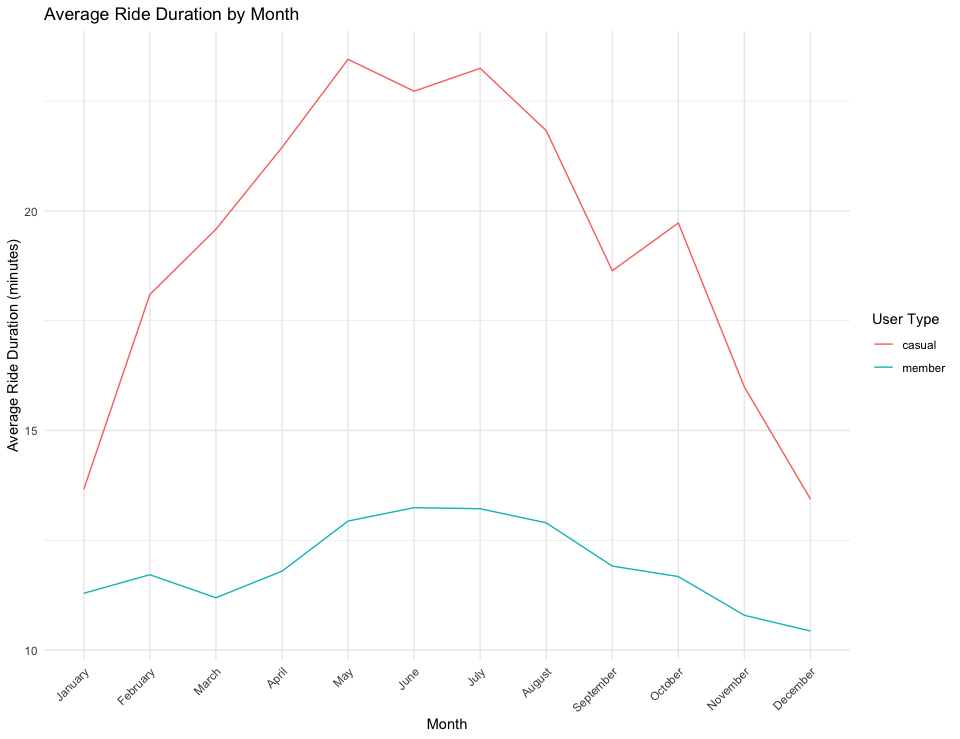 Average Ride Duration by Month
Average Ride Duration (minutes)
20
15
10
January
February
March
April
May
June
July
August
September
October
November
December
Month
User Type
casual
member